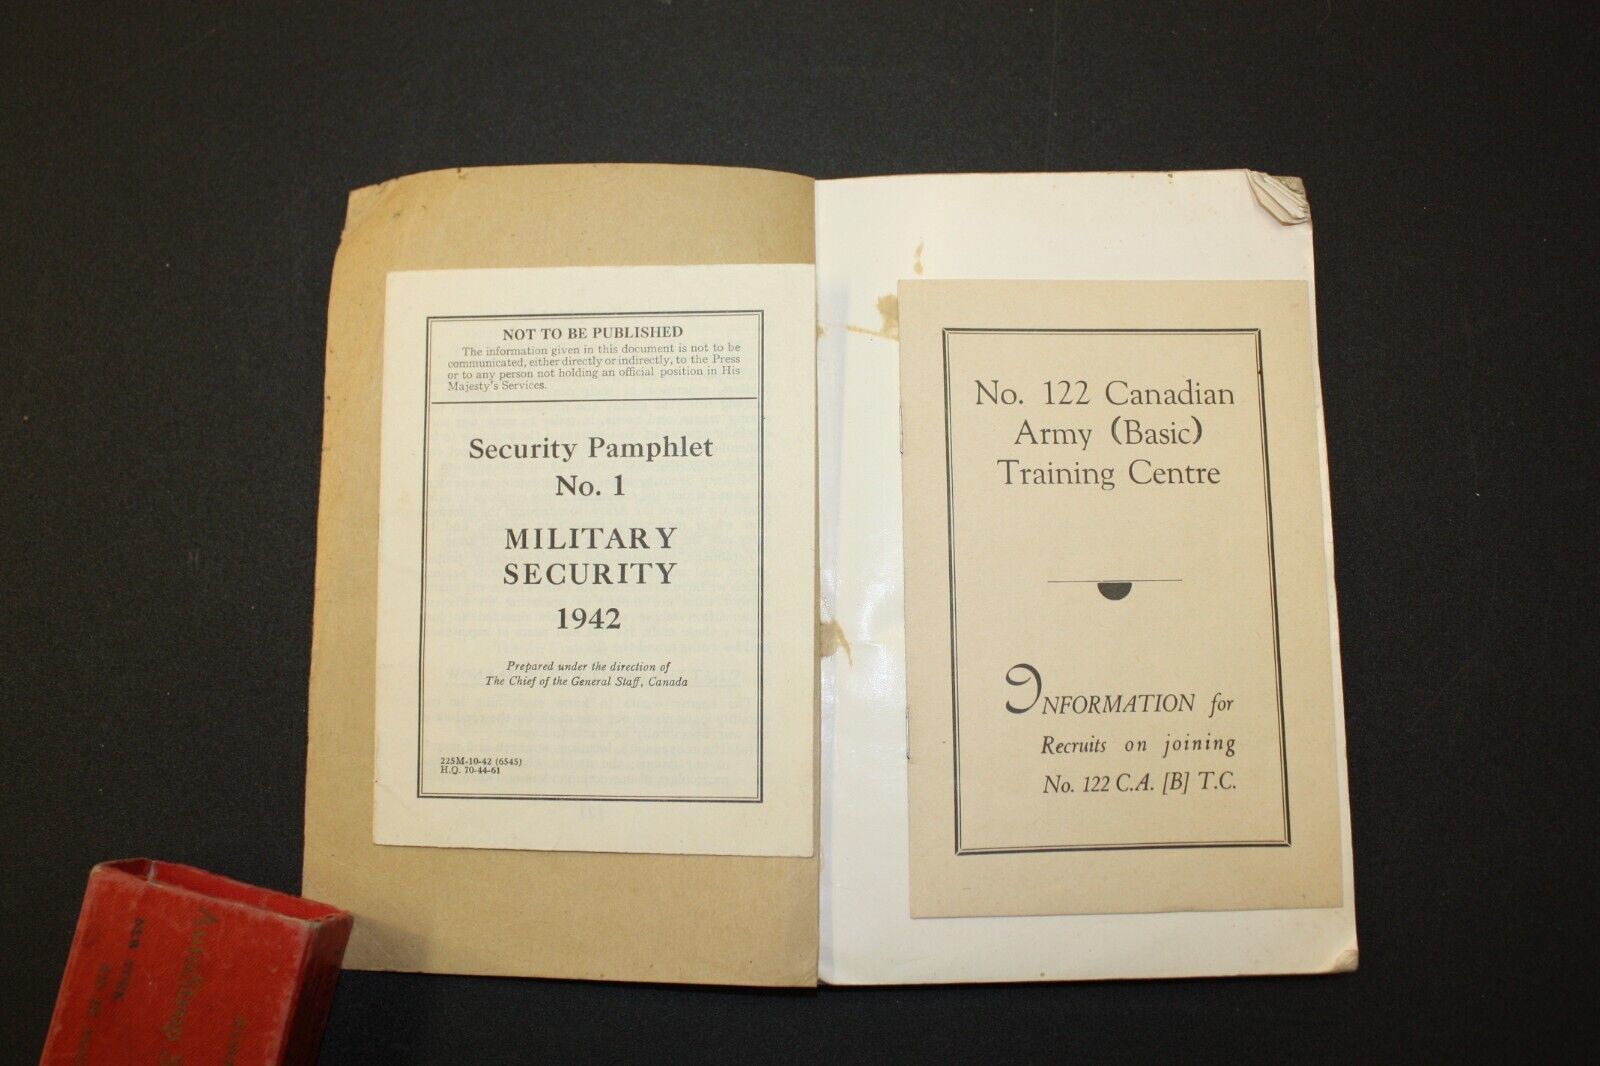 NOT TO BE PUBLISHED
The information given in this document is not to be
communicated, either directly or indirectly, to the Press
or to any person not holding an official position in His
Majesty's Services.
Security Pamphlet
No. 1
MILITARY
SECURITY
1942
Prepared under the direction of
The Chief of the General Staff, Canada
225M-10-42 (6545)
H.Q. 70-44-61
No. 122 Canadian
Army (Basic)
Training Centre
INFORMATION for
Recruits on joining
No. 122 C.A. [B] T.C.